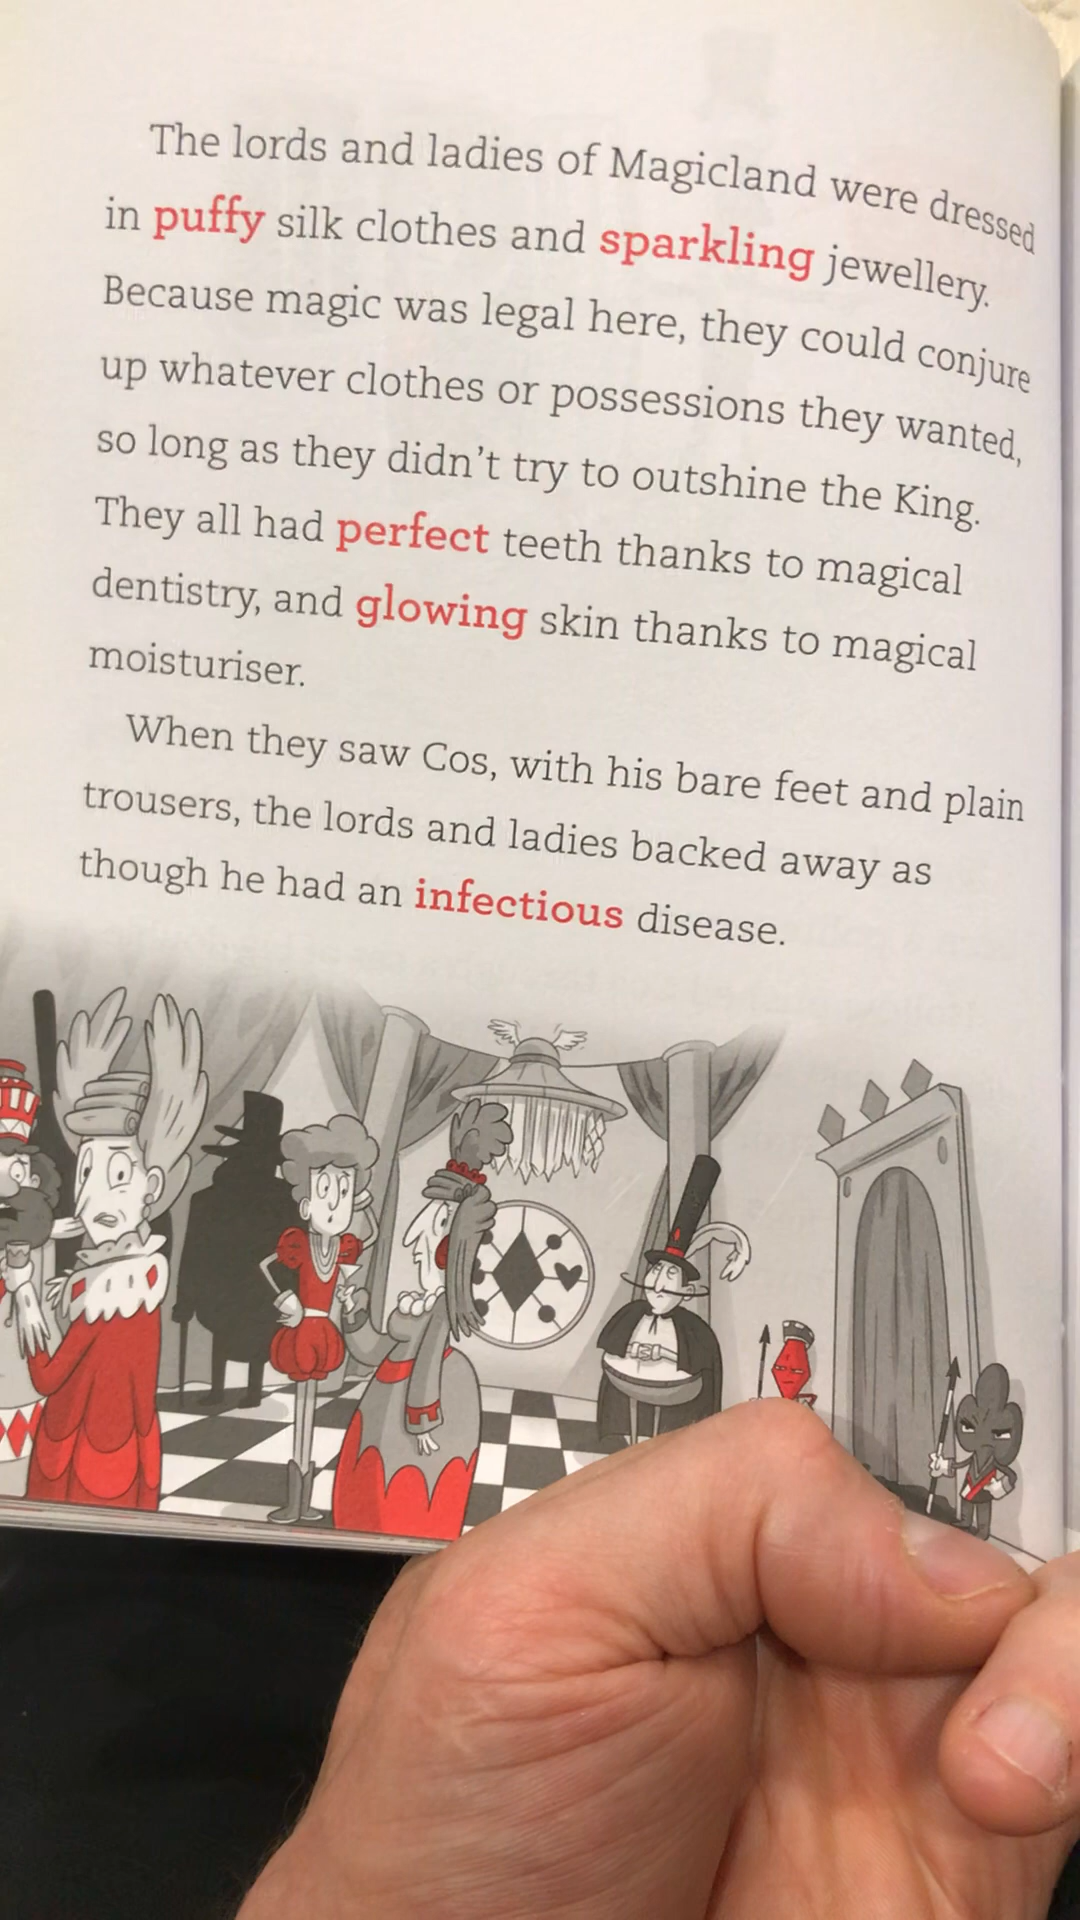 The lords and ladies of Magicland were dressed
in puffy silk clothes and sparkling jewellery.
Because magic was legal here, they could conjure
up whatever clothes or possessions they wanted,
so long as they didn't try to outshine the King.
They all had perfect teeth thanks to magical
dentistry, and glowing skin thanks to magical
moisturiser.
When they saw Cos, with his bare feet and plain
trousers, the lords and ladies backed away as
though he had an infectious disease.